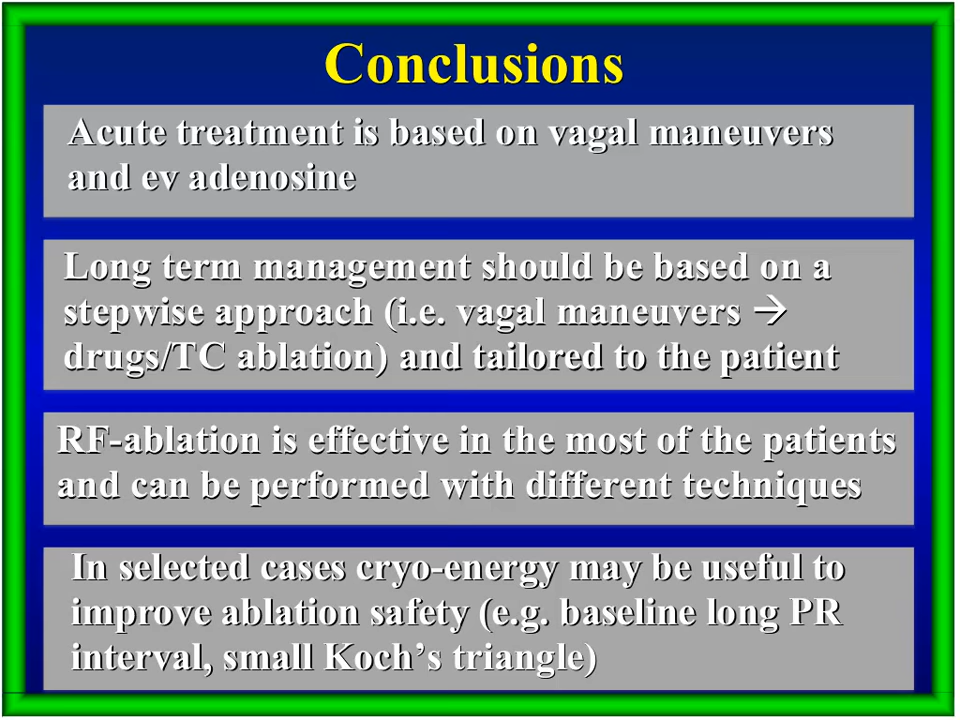 Conclusions
Acute treatment is based on vagal maneuvers
and ev adenosine
Long term management should be based on a
stepwise approach (i.e. vagal maneuvers →
drugs/TC ablation) and tailored to the patient
RF-ablation is effective in the most of the patients
and can be performed with different techniques
In selected cases cryo-energy may be useful to
improve ablation safety (e.g. baseline long PR
interval, small Koch’s triangle)